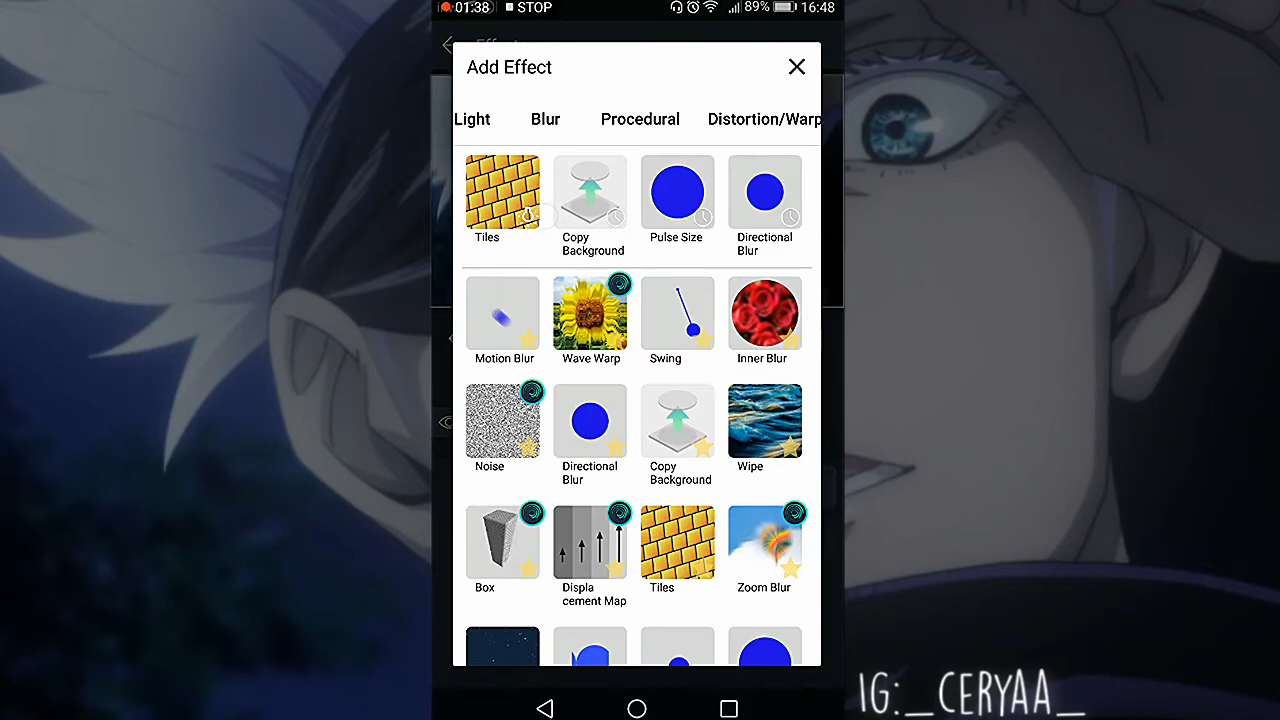 01:38 STOP 89% 16:48
Add Effect
Light Blur Procedural Distortion/Warp
Tiles Copy Background Pulse Size Directional Blur
Motion Blur Wave Warp Swing Inner Blur
Noise Directional Blur Copy Background Wipe
Box Displa cement Map Tiles Zoom Blur
IG:_CERYAA_